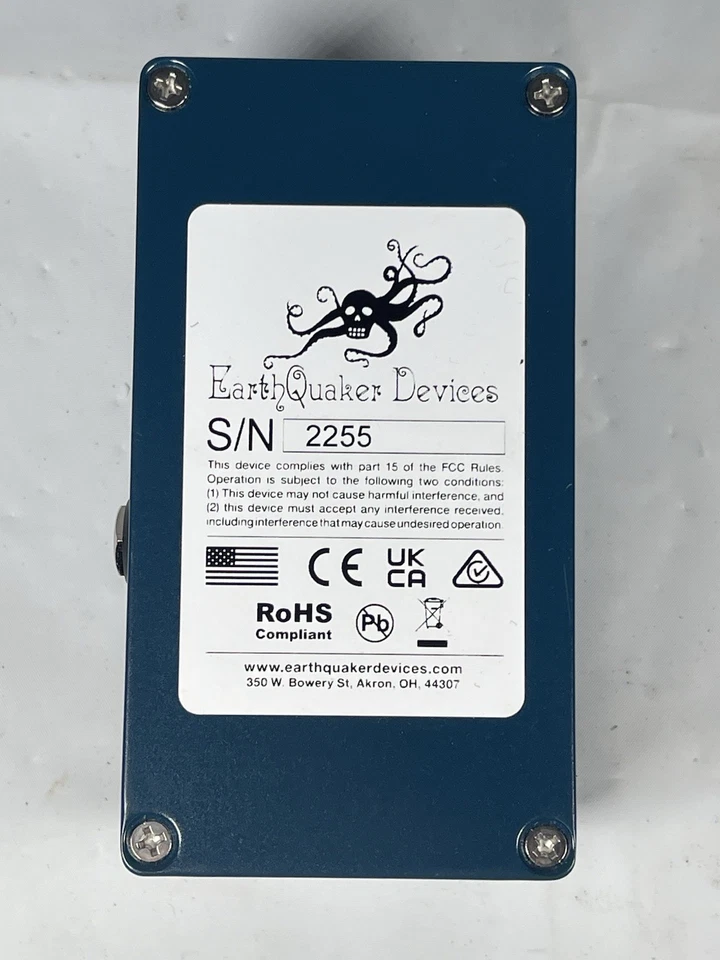 EarthQuaker Devices
S/N 2255
This device complies with part 15 of the FCC Rules.
Operation is subject to the following two conditions:
(1) This device may not cause harmful interference, and
(2) this device must accept any interference received,
including interference that may cause undesired operation.
CE UK
CA
RoHS
Compliant
Pb
www.earthquakerdevices.com
350 W. Bowery St, Akron, OH, 44307